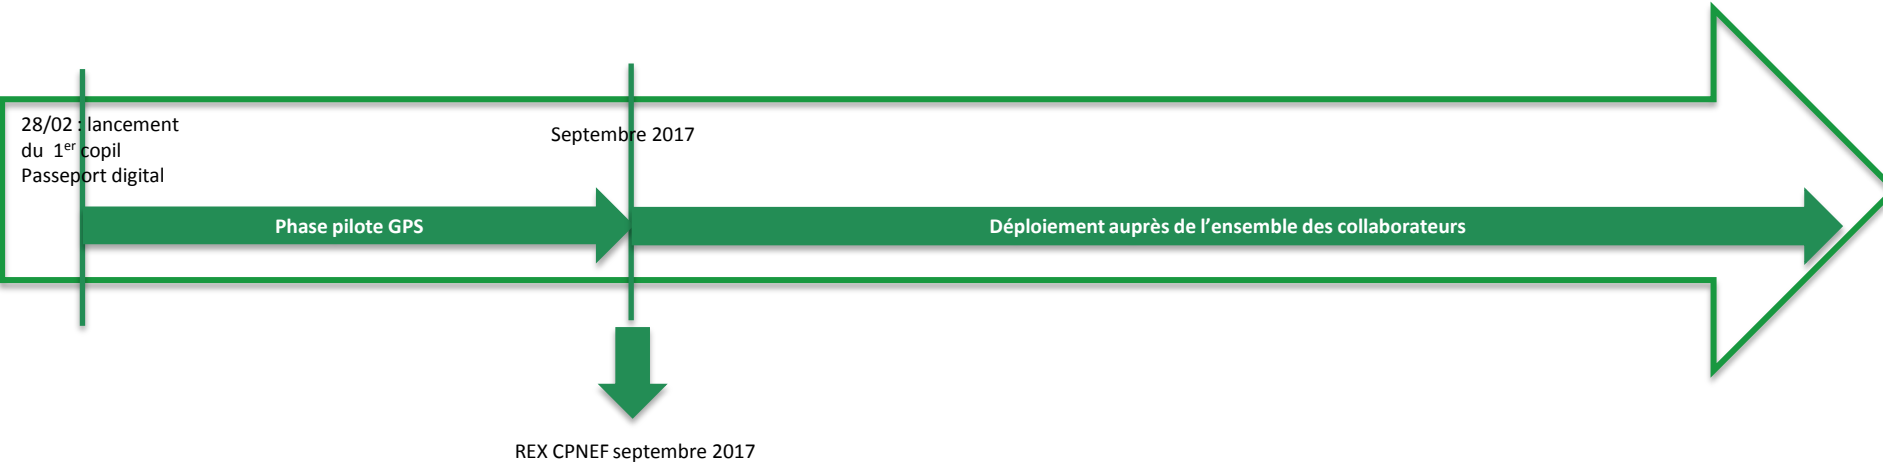 28/02 : lancement
du 1er copil
Passeport digital
Septembre 2017
Phase pilote GPS
Déploiement auprès de l’ensemble des collaborateurs
REX CPNEF septembre 2017